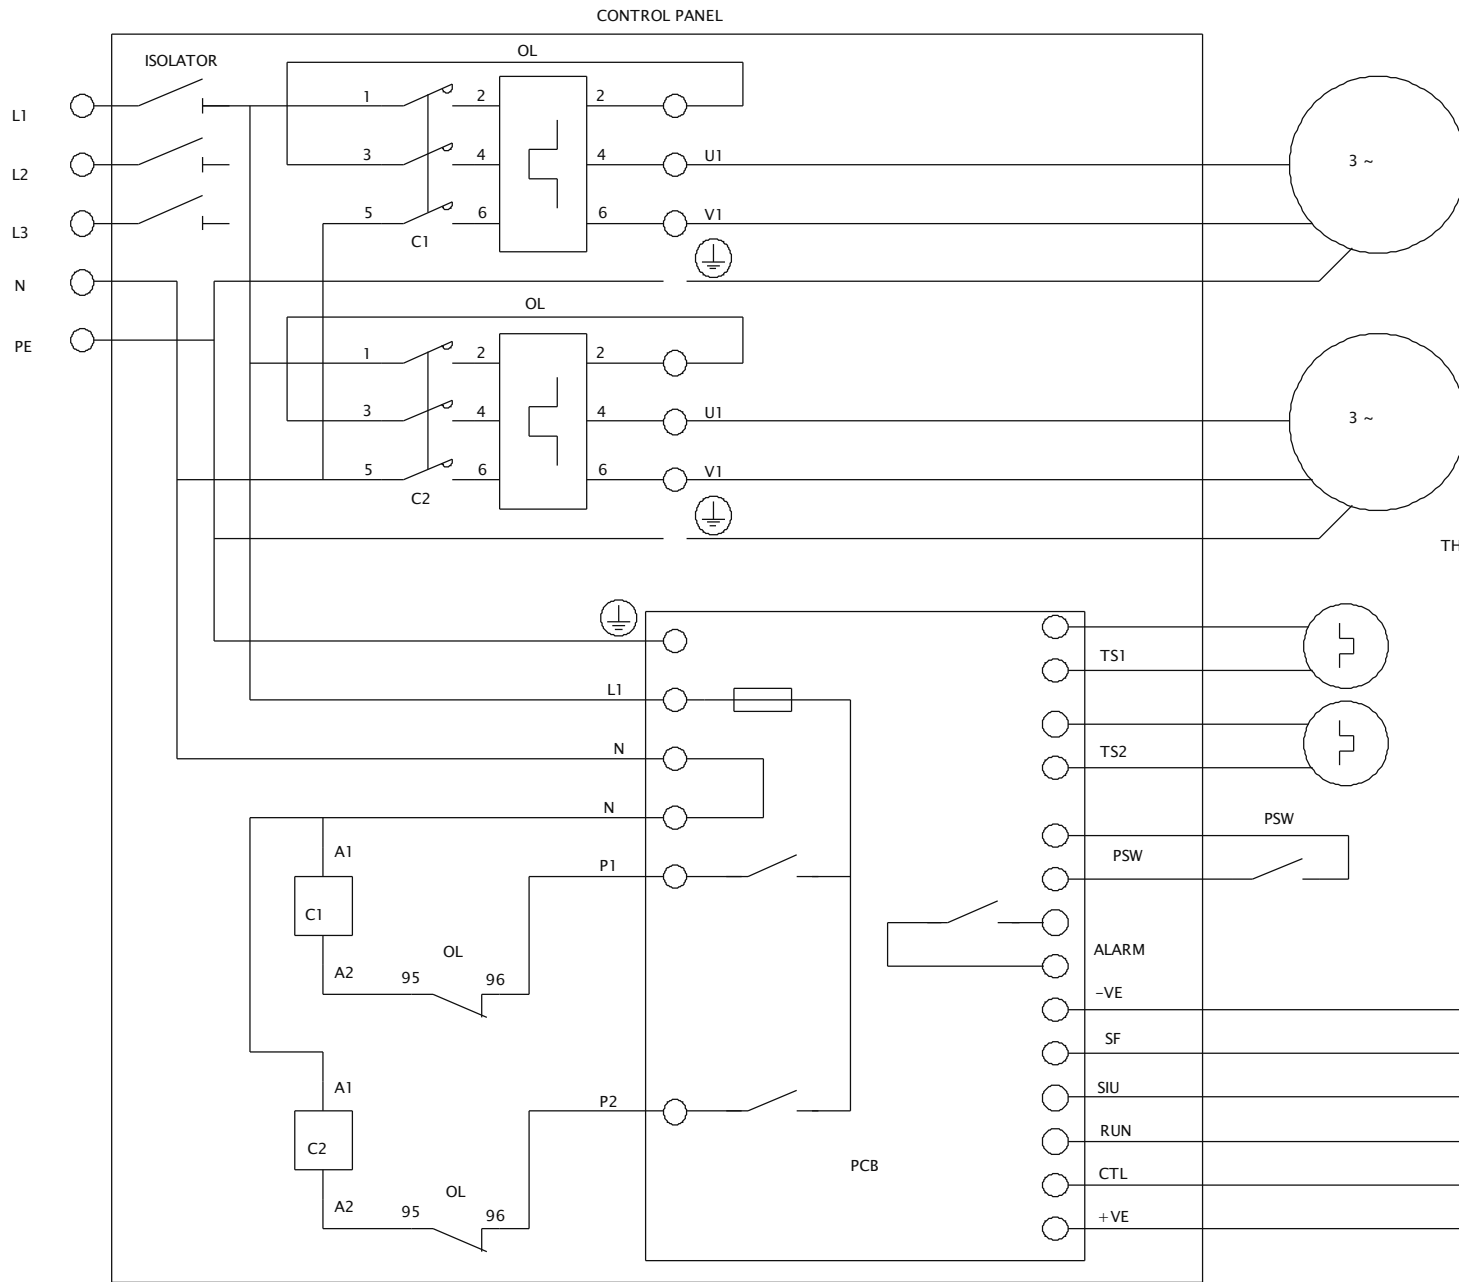 CONTROL PANEL
ISOLATOR
OL
L1
1
2
2
L2
3
4
4
U1
3 ~
L3
5
6
6
V1
C1
N
OL
PE
1
2
2
3
4
4
U1
3 ~
5
6
6
V1
C2
TH
TS1
L1
N
TS2
N
PSW
A1
P1
PSW
C1
OL
ALARM
A2
95
96
-VE
SF
A1
P2
SIU
C2
RUN
PCB
CTL
OL
A2
95
96
+VE